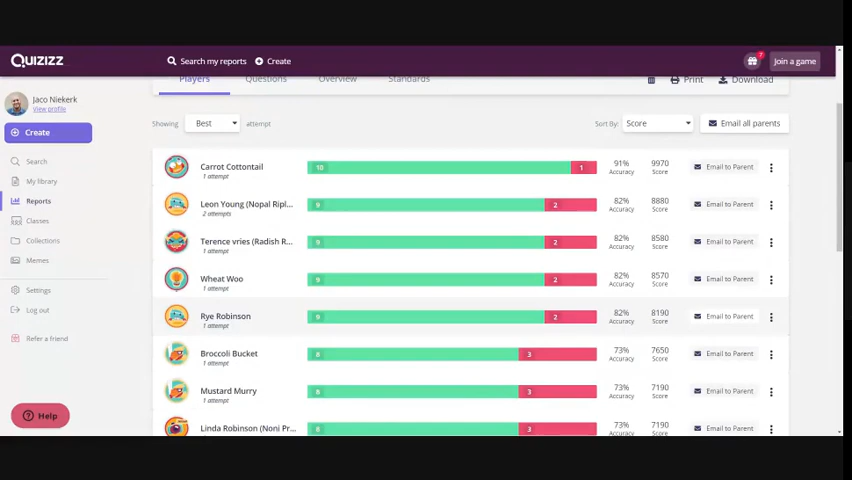 QUIZIZZ
Search my reports
Create
7
Join a game
Players
Questions
Overview
Standards
Print
Download
Jaco Niekerk
View profile
Create
Search
My library
Reports
Classes
Collections
Memes
Settings
Log out
Refer a friend
Help
Showing
Best
attempt
Sort By:
Score
Email all parents
Carrot Cottontail
1 attempt
10
1
91%
Accuracy
9970
Score
Email to Parent
Leon Young (Nopal Ripl...
2 attempts
9
2
82%
Accuracy
8880
Score
Email to Parent
Terence vries (Radish R...
1 attempt
9
2
82%
Accuracy
8580
Score
Email to Parent
Wheat Woo
1 attempt
9
2
82%
Accuracy
8570
Score
Email to Parent
Rye Robinson
1 attempt
9
2
82%
Accuracy
8190
Score
Email to Parent
Broccoli Bucket
1 attempt
8
3
73%
Accuracy
7650
Score
Email to Parent
Mustard Murry
1 attempt
8
3
73%
Accuracy
7190
Score
Email to Parent
Linda Robinson (Noni Pr...
8
3
73%
Accuracy
7190
Score
Email to Parent